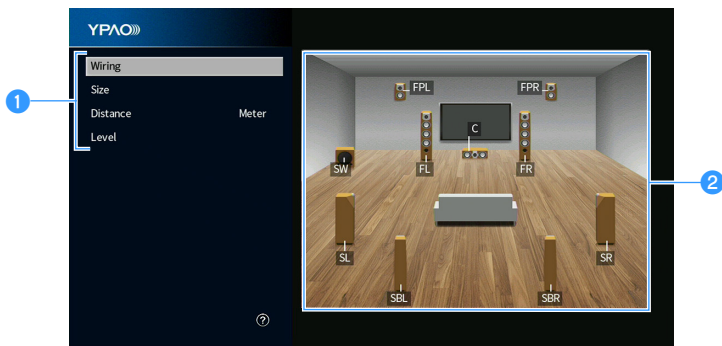 YPAO
Wiring
Size
Distance Meter
Level
?
1
2
FPL
FPR
C
SW
FL
FR
SL
SR
SBL
SBR